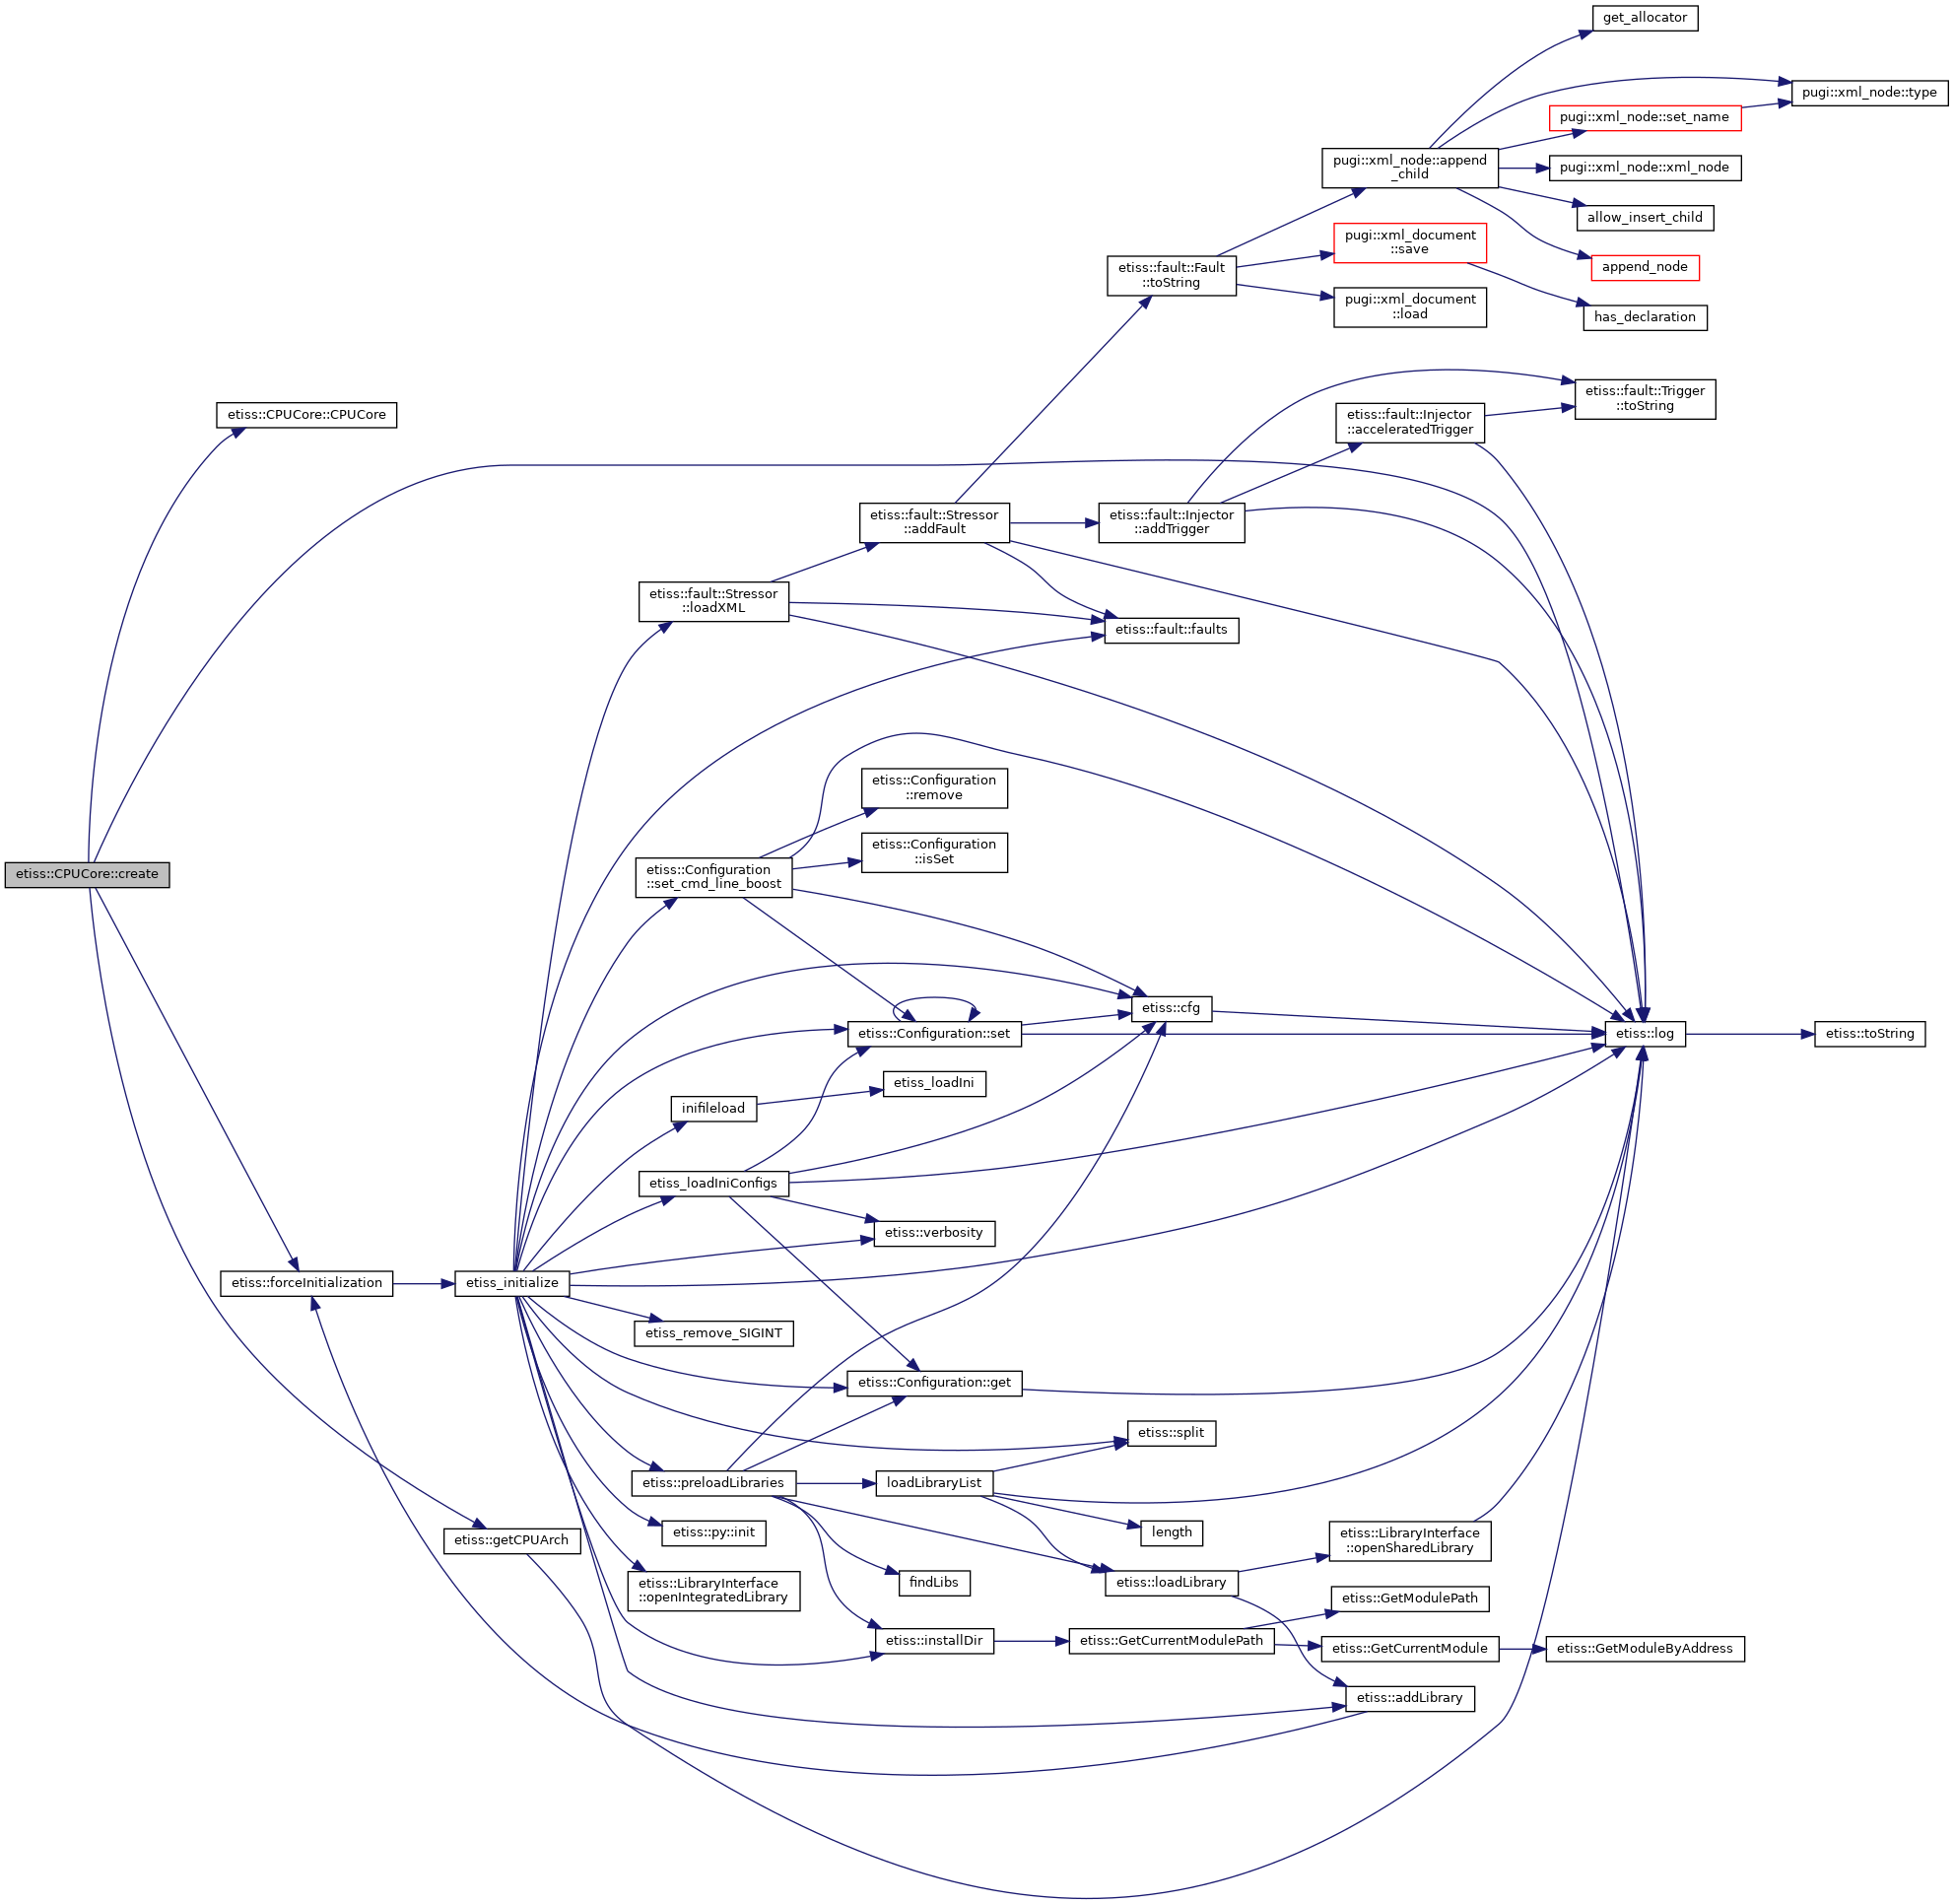 get_allocator
pugi::xml_node::type
pugi::xml_node::set_name
pugi::xml_node::append
_child
pugi::xml_node::xml_node
allow_insert_child
pugi::xml_document
::save
etiss::fault::Fault
::toString
append_node
pugi::xml_document
::load
has_declaration
etiss::fault::Trigger
::toString
etiss::CPUCore::CPUCore
etiss::fault::Injector
::acceleratedTrigger
etiss::fault::Stressor
::addFault
etiss::fault::Injector
::addTrigger
etiss::fault::Stressor
::loadXML
etiss::fault::faults
etiss::Configuration
::remove
etiss::Configuration
::isSet
etiss::CPUCore::create
etiss::Configuration
::set_cmd_line_boost
etiss::cfg
etiss::Configuration::set
etiss::log
etiss::toString
etiss_loadIni
inifileload
etiss_loadIniConfigs
etiss::verbosity
etiss::forceInitialization
etiss_initialize
etiss_remove_SIGINT
etiss::Configuration::get
etiss::split
etiss::preloadLibraries
loadLibraryList
etiss::getCPUArch
etiss::py::init
length
etiss::LibraryInterface
::openSharedLibrary
etiss::LibraryInterface
::openIntegratedLibrary
findLibs
etiss::loadLibrary
etiss::GetModulePath
etiss::installDir
etiss::GetCurrentModulePath
etiss::GetCurrentModule
etiss::GetModuleByAddress
etiss::addLibrary